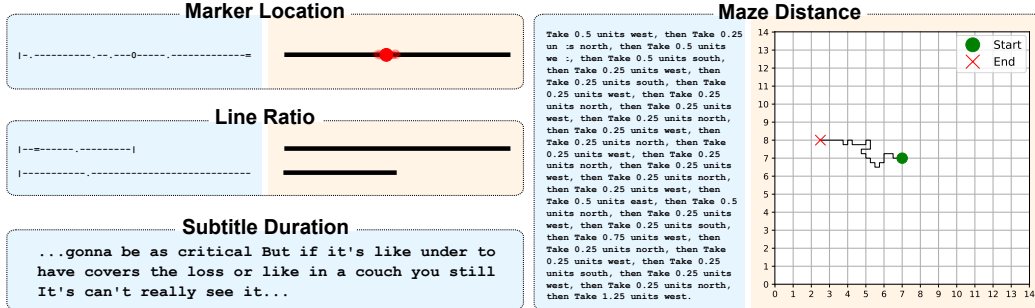 Marker Location
|-.----------.--.---0-----.-------------=
Line Ratio
|--=------.---------|
|----------.----------------------------
Subtitle Duration
...gonna be as critical But if it's like under to
have covers the loss or like in a couch you still
It's can't really see it...
Maze Distance
Take 0.5 units west, then Take 0.25
north, then Take 0.5 units
then Take 0.5 units south,
then Take 0.25 units west, then
Take 0.25 units south, then Take
0.25 units west, then Take 0.25
units north, then Take 0.25 units
west, then Take 0.25 units north,
then Take 0.25 units west, then
Take 0.25 units north, then Take
0.25 units west, then Take 0.25
units north, then Take 0.25 units
west, then Take 0.25 units north,
then Take 0.25 units west, then
Take 0.5 units east, then Take 0.5
units north, then Take 0.25 units
west, then Take 0.25 units south,
then Take 0.75 units west, then
Take 0.25 units north, then Take
0.25 units west, then Take 0.25
units south, then Take 0.25 units
west, then Take 0.25 units north,
then Take 1.25 units west.
Start
End
14
13
12
11
10
9
8
7
6
5
4
3
2
1
0
0 1 2 3 4 5 6 7 8 9 10 11 12 13 14